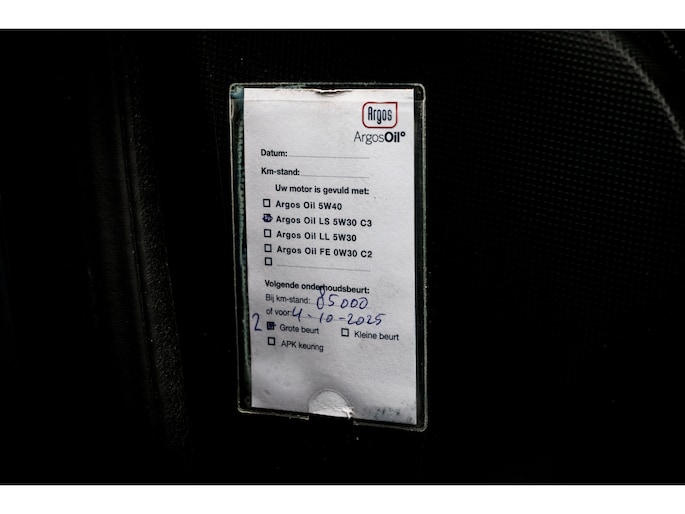 Argos
ArgosOil
Datum:
Km-stand:
Uw motor is gevuld met:
Argos Oil 5W40
Argos Oil LS 5W30 C3
Argos Oil LL 5W30
Argos Oil FE 0W30 C2
Volgende onderhoudsbeurt:
Bij km-stand: 85000
of voor: 4-10-2025
2 Grote beurt Kleine beurt
APK keuring